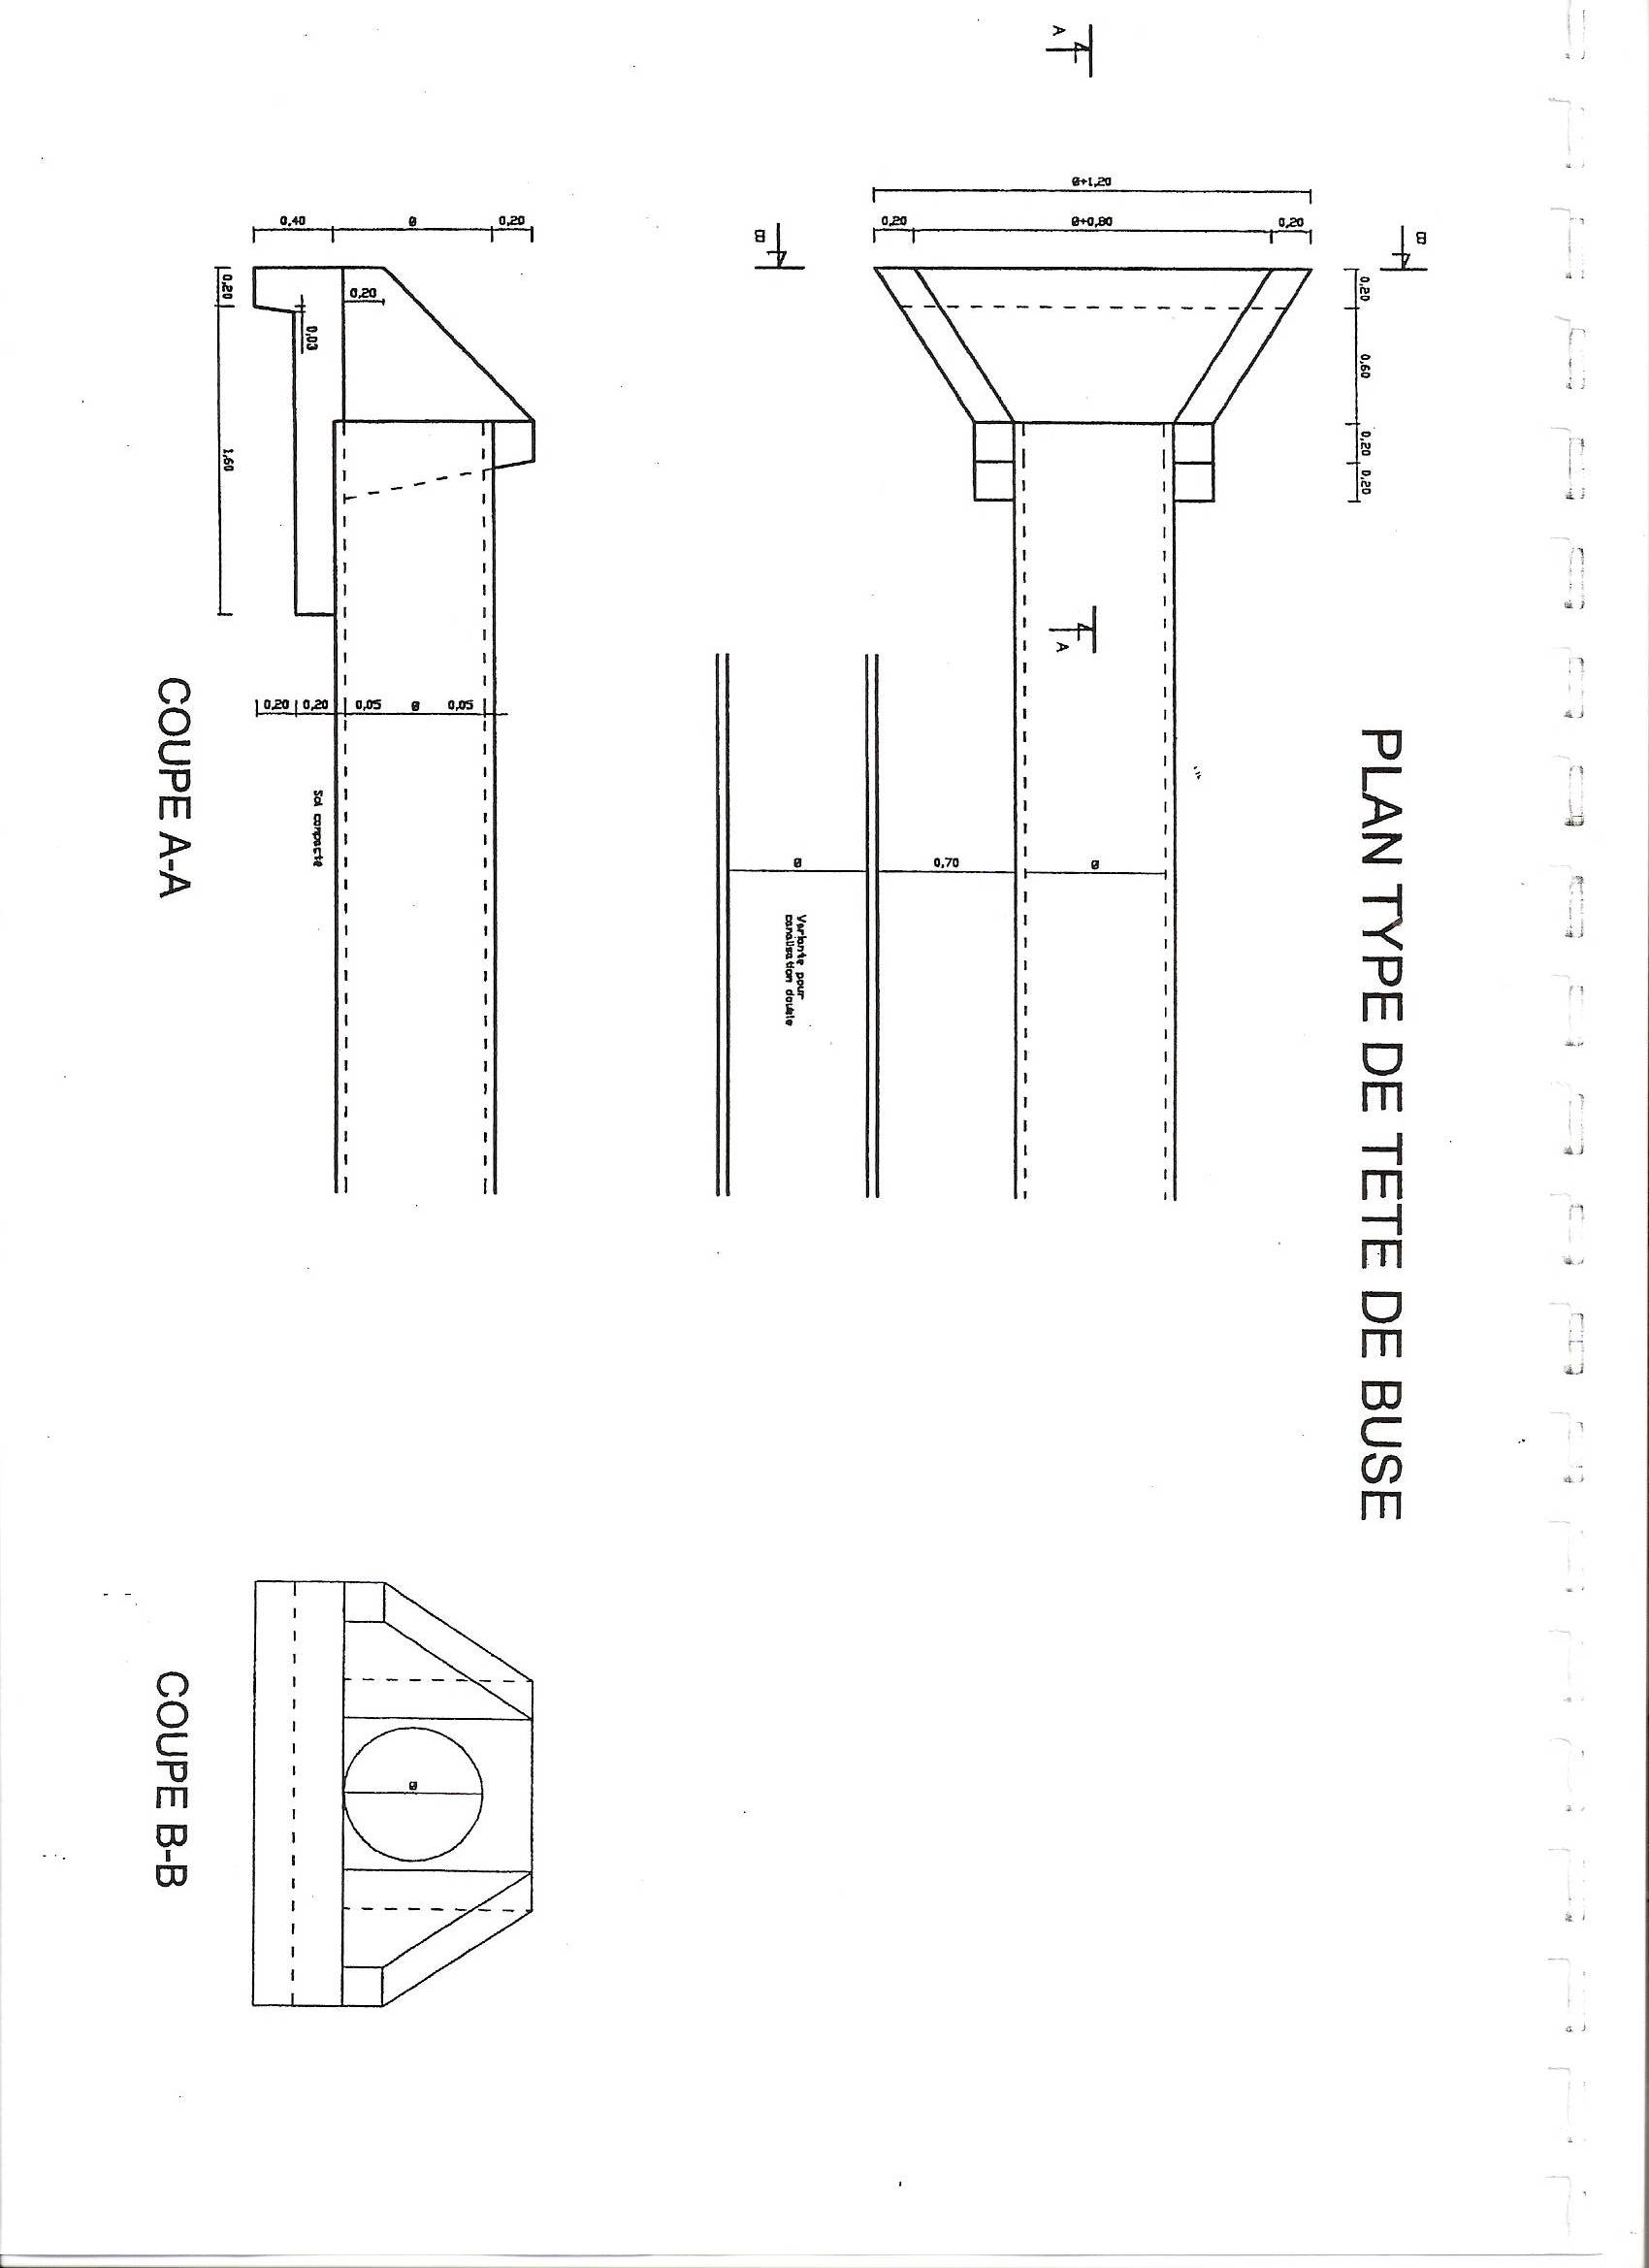 PLAN TYPE DE TETE DE BUSE
B
B
A
A
Ø+1,20
0,20
Ø+0,80
0,20
0,20
0,60
0,20
0,20
Ø
0,70
Ø
Variante pour
canalisation double
0,40
Ø
0,20
0,20
1,60
0,20
0,03
0,20
0,20
0,05
Ø
0,05
Sol compacte
COUPE A-A
Ø
COUPE B-B